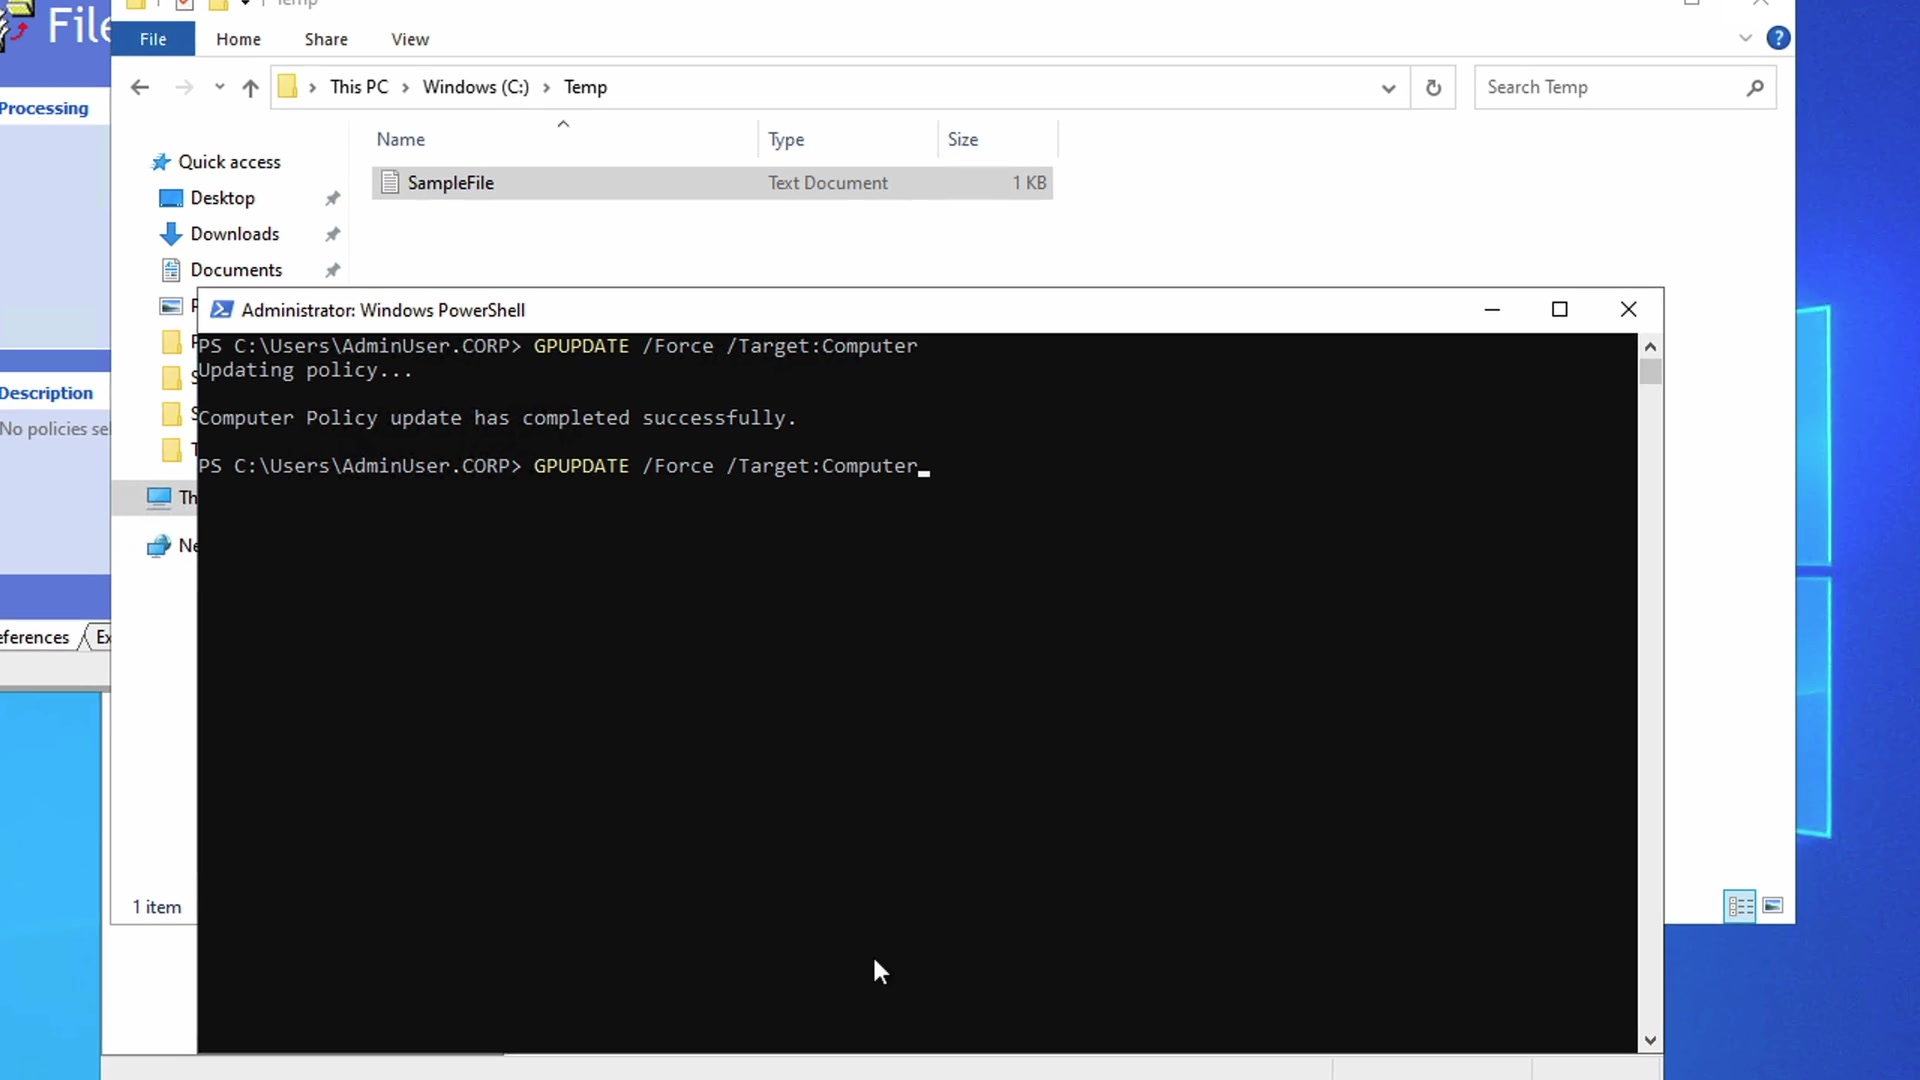 File
Temp
File Home Share View
This PC > Windows (C:) > Temp
Search Temp
Processing
Name Type Size
Quick access
SampleFile Text Document 1 KB
Desktop
Downloads
Documents
Administrator: Windows PowerShell
PS C:\Users\AdminUser.CORP> GPUPDATE /Force /Target:Computer
Updating policy...
Description
Computer Policy update has completed successfully.
No policies se
PS C:\Users\AdminUser.CORP> GPUPDATE /Force /Target:Computer
Th
Ne
eferences
Ex
1 item